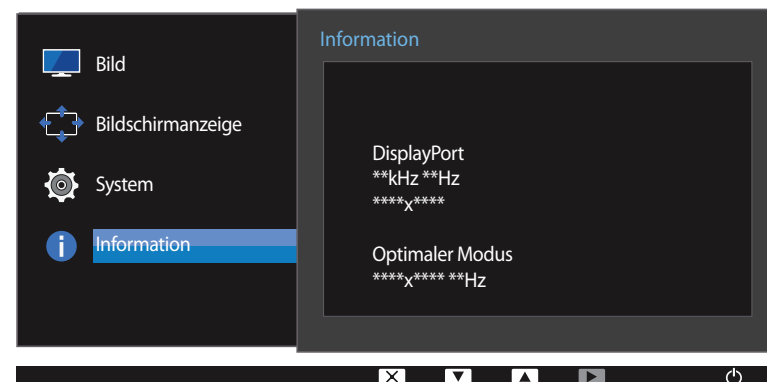 Bild
Bildschirmanzeige
System
Information
Information
DisplayPort
**kHz **Hz
****x****
Optimaler Modus
****x**** **Hz